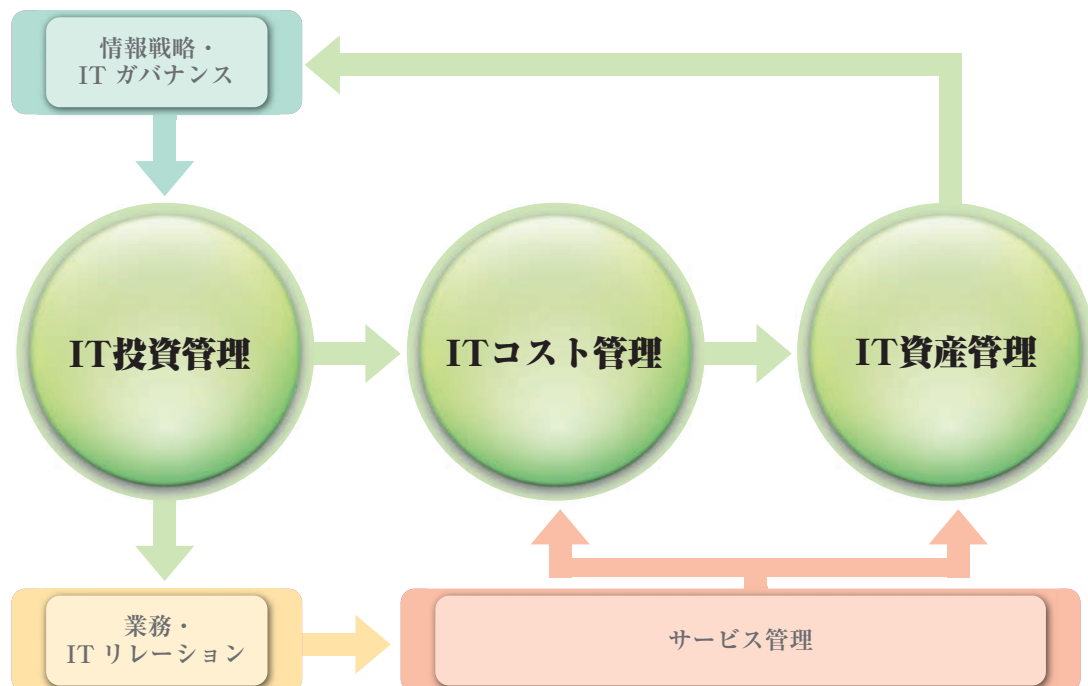 情報戦略・
IT ガバナンス
IT投資管理
ITコスト管理
IT資産管理
業務・
IT リレーション
サービス管理